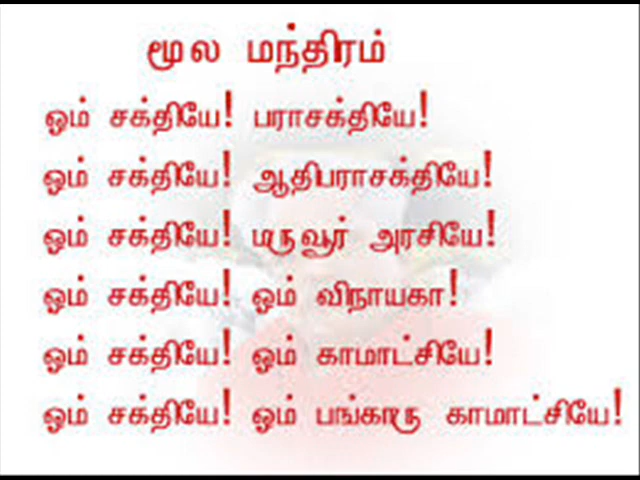 மூல மந்திரம்
ஓம் சக்தியே! பராசக்தியே!
ஓம் சக்தியே! ஆதிபராசக்தியே!
ஓம் சக்தியே! மருவூர் அரசியே!
ஓம் சக்தியே! ஓம் விநாயகா!
ஓம் சக்தியே! ஓம் காமாட்சியே!
ஓம் சக்தியே! ஓம் பங்காரு காமாட்சியே!